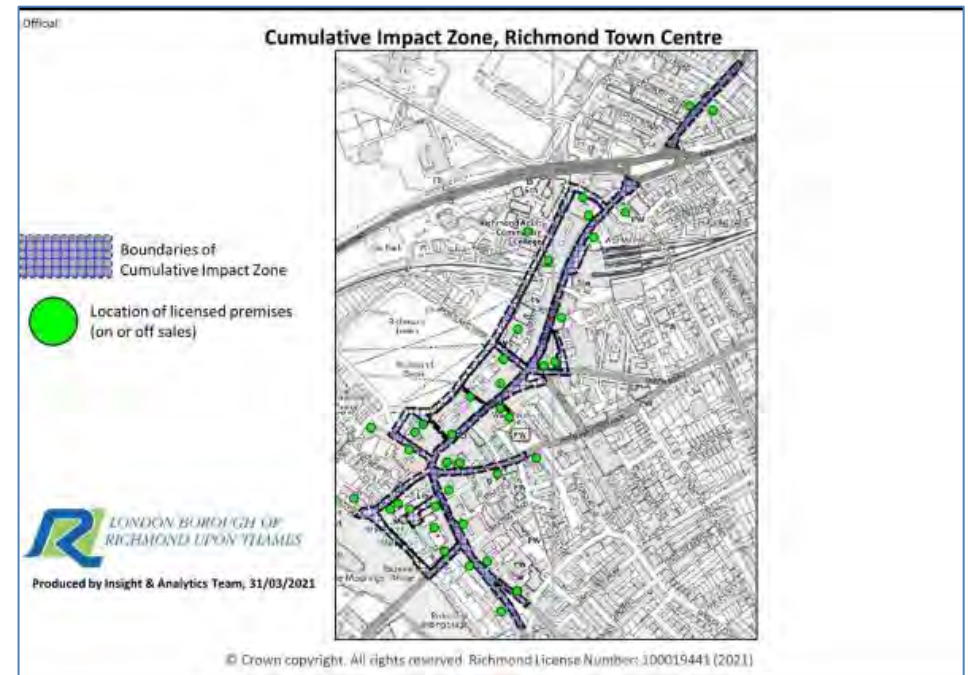 Official
Cumulative Impact Zone, Richmond Town Centre
Boundaries of
Cumulative Impact Zone
Location of licensed premises
(on or off sales)
LONDON BOROUGH OF
RICHMOND UPON THAMES
Produced by Insight & Analytics Team, 31/03/2021
© Crown copyright. All rights reserved. Richmond License Number: 100019441 (2021)